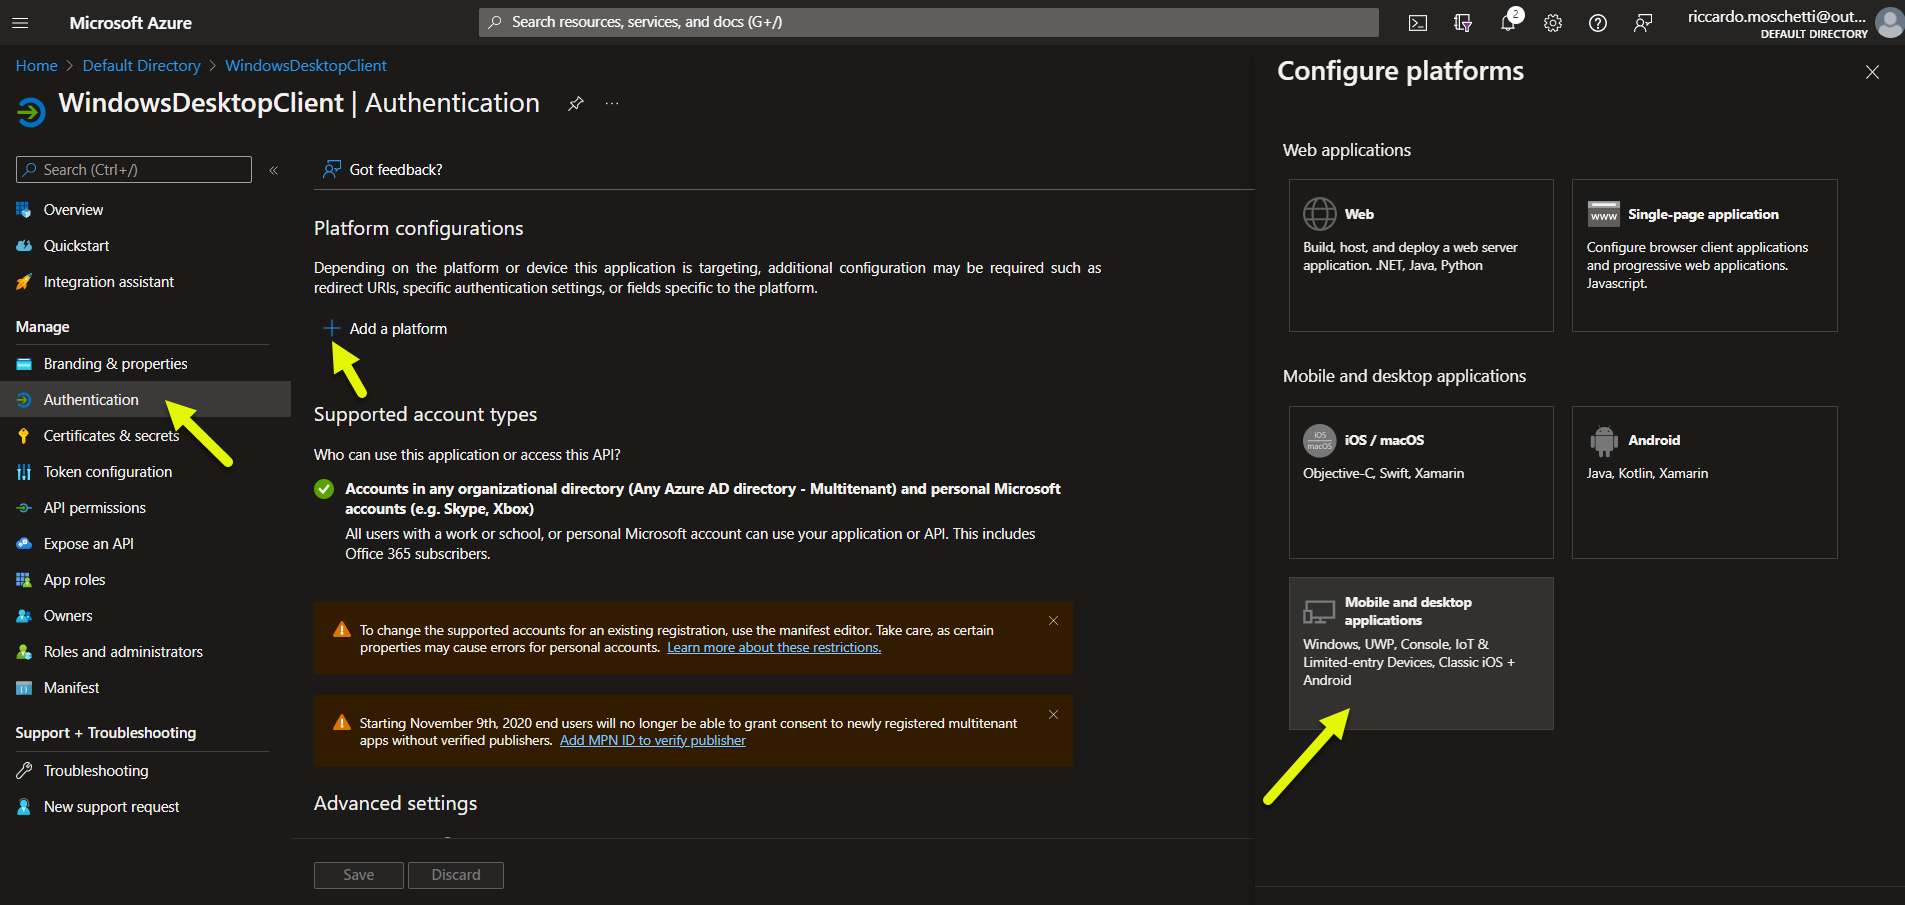 Microsoft Azure
Search resources, services, and docs (G+/)
2
riccardo.moschetti@out...
DEFAULT DIRECTORY
Home > Default Directory > WindowsDesktopClient
WindowsDesktopClient | Authentication
...
Search (Ctrl+/)
«
Overview
Quickstart
Integration assistant
Manage
Branding & properties
Authentication
Certificates & secrets
Token configuration
API permissions
Expose an API
App roles
Owners
Roles and administrators
Manifest
Support + Troubleshooting
Troubleshooting
New support request
Got feedback?
Platform configurations
Depending on the platform or device this application is targeting, additional configuration may be required such as
redirect URIs, specific authentication settings, or fields specific to the platform.
Add a platform
Supported account types
Who can use this application or access this API?
Accounts in any organizational directory (Any Azure AD directory - Multitenant) and personal Microsoft
accounts (e.g. Skype, Xbox)
All users with a work or school, or personal Microsoft account can use your application or API. This includes
Office 365 subscribers.
To change the supported accounts for an existing registration, use the manifest editor. Take care, as certain
properties may cause errors for personal accounts. Learn more about these restrictions.
Starting November 9th, 2020 end users will no longer be able to grant consent to newly registered multitenant
apps without verified publishers. Add MPN ID to verify publisher
Advanced settings
Save
Discard
Configure platforms
Web applications
Web
Build, host, and deploy a web server
application. .NET, Java, Python
www
Single-page application
Configure browser client applications
and progressive web applications.
Javascript.
Mobile and desktop applications
iOS
macOS
iOS / macOS
Objective-C, Swift, Xamarin
Android
Java, Kotlin, Xamarin
Mobile and desktop
applications
Windows, UWP, Console, IoT &
Limited-entry Devices, Classic iOS +
Android